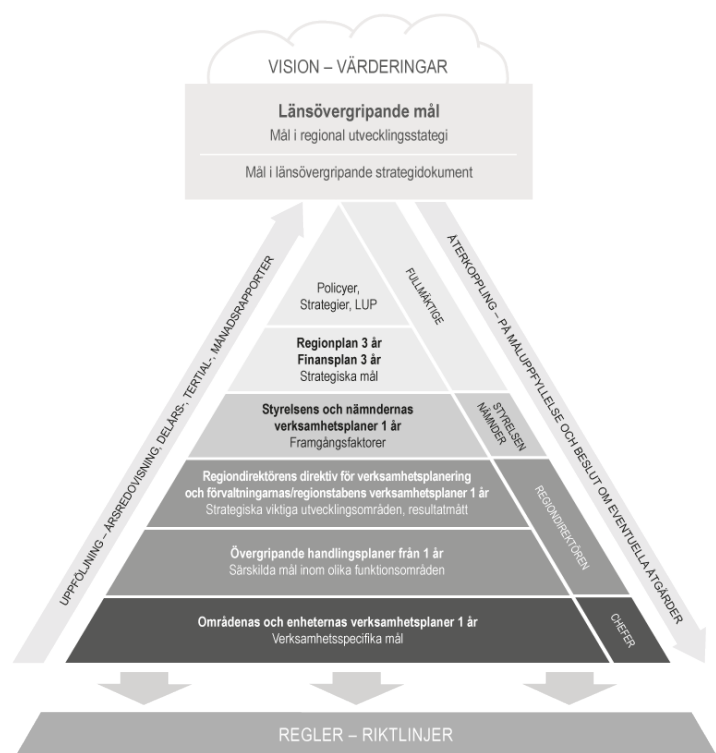 VISION – VÄRDERINGAR
Länsövergripande mål
Mål i regional utvecklingsstategi
Mål i länsövergripande strategidokument
UPPFÖLJNING – ÅRSREDOVISNING, DELÅRS-, TERTIAL-, MÅNADSRAPPORTER
Policyer,
Strategier, LUP
FULLMÄKTIGE
ÅTERKOPPLING – PÅ MÅLUPPFYLLELSE OCH BESLUT OM EVENTUELLA ÅTGÄRDER
Regionplan 3 år
Finansplan 3 år
Strategiska mål
Styrelsens och nämndernas
verksamhetsplaner 1 år
Framgångsfaktorer
STYRELSEN
NÄMNDER
Regiondirektörens direktiv för verksamhetsplanering
och förvaltningarnas/regionstabens verksamhetsplaner 1 år
Strategiska viktiga utvecklingsområden, resultatmått
REGIONDIREKTÖREN
Övergripande handlingsplaner från 1 år
Särskilda mål inom olika funktionsområden
Områdenas och enheternas verksamhetsplaner 1 år
Verksamhetsspecifika mål
CHEFER
REGLER – RIKTLINJER